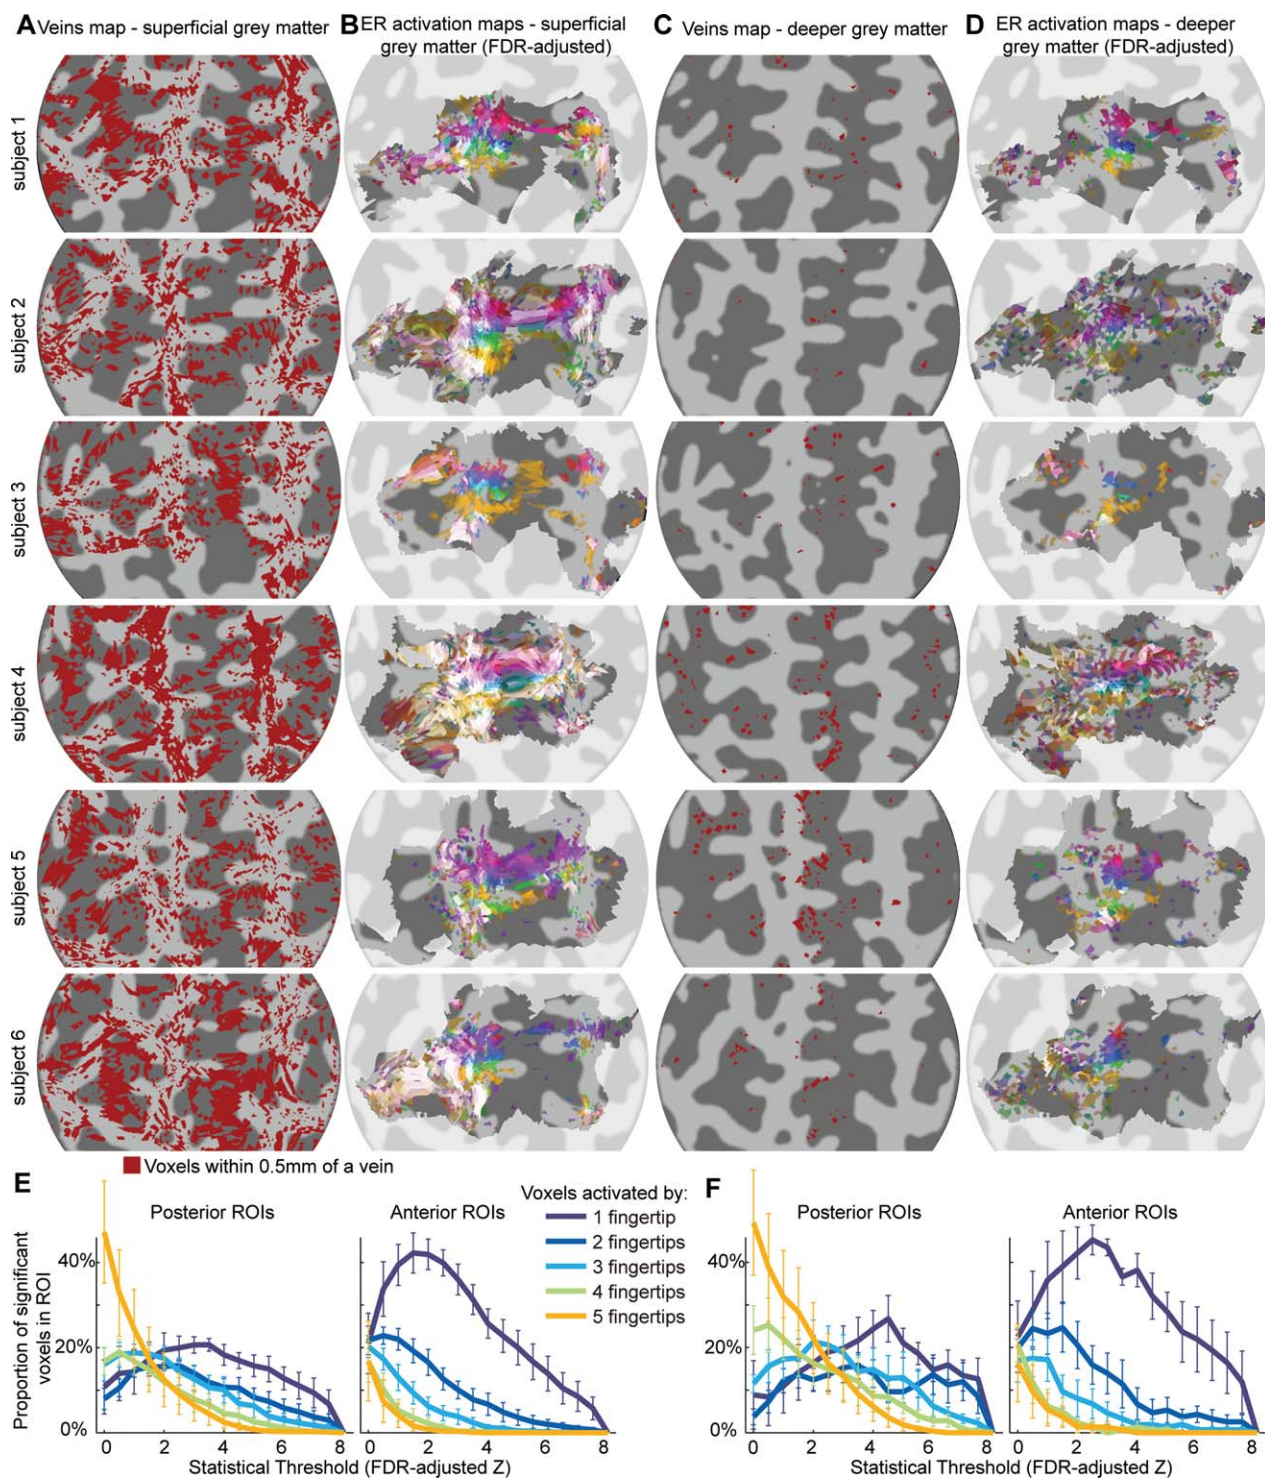 A Veins map - superficial grey matter
B ER activation maps - superficial
grey matter (FDR-adjusted)
C Veins map - deeper grey matter
D ER activation maps - deeper
grey matter (FDR-adjusted)
subject 1
subject 2
subject 3
subject 4
subject 5
subject 6
Voxels within 0.5mm of a vein
E
Posterior ROIs
Anterior ROIs
Proportion of significant
voxels in ROI
40%
20%
0%
0 2 4 6 8
0 2 4 6 8
Statistical Threshold (FDR-adjusted Z)
Voxels activated by:
1 fingertip
2 fingertips
3 fingertips
4 fingertips
5 fingertips
F
Posterior ROIs
Anterior ROIs
40%
20%
0%
0 2 4 6 8
0 2 4 6 8
Statistical Threshold (FDR-adjusted Z)